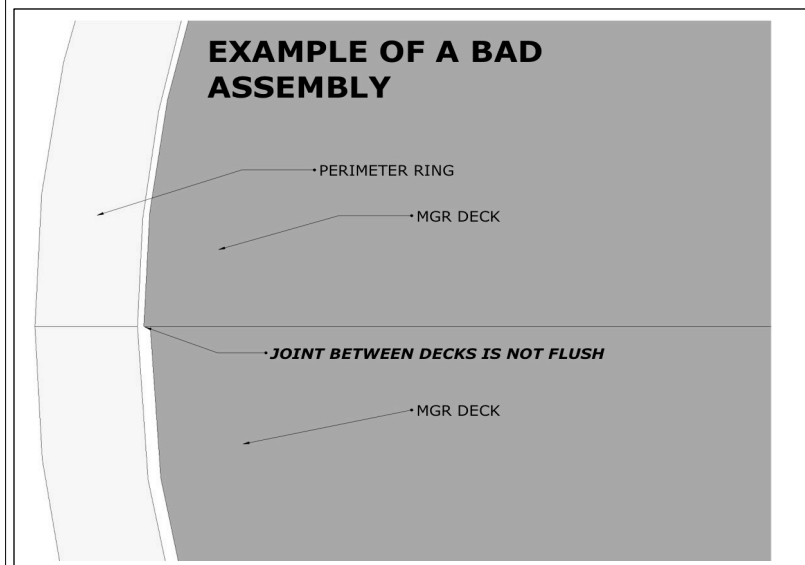 EXAMPLE OF A BAD
ASSEMBLY
PERIMETER RING
MGR DECK
JOINT BETWEEN DECKS IS NOT FLUSH
MGR DECK